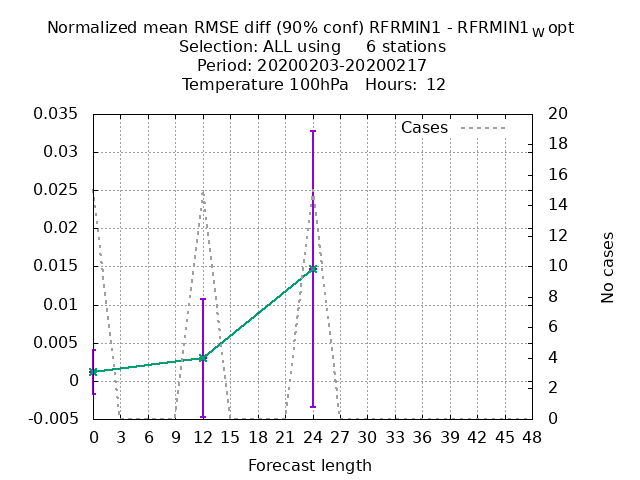 Normalized mean RMSE diff (90% conf) RFRMIN1 - RFRMIN1 W opt
Selection: ALL using 6 stations
Period: 20200203-20200217
Temperature 100hPa Hours: 12
Cases
0.035
0.03
0.025
0.02
0.015
0.01
0.005
0
-0.005
20
18
16
14
12
10
8
6
4
2
0
No cases
0 3 6 9 12 15 18 21 24 27 30 33 36 39 42 45 48
Forecast length